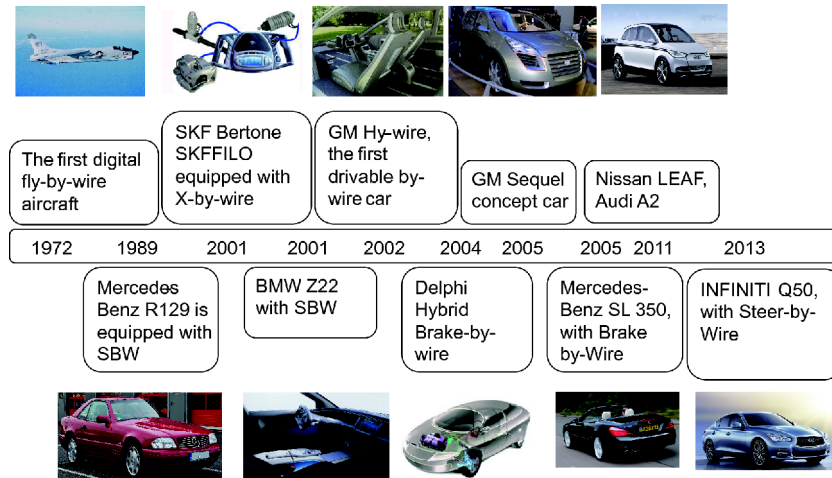 The first digital
fly-by-wire
aircraft
SKF Bertone
SKFFILO
equipped with
X-by-wire
GM Hy-wire,
the first
drivable by-
wire car
GM Sequel
concept car
Nissan LEAF,
Audi A2
1972 1989 2001 2001 2002 2004 2005 2005 2011 2013
Mercedes
Benz R129 is
equipped with
SBW
BMW Z22
with SBW
Delphi
Hybrid
Brake-by-
wire
Mercedes-
Benz SL 350,
with Brake
by-Wire
INFINITI Q50,
with Steer-by-
Wire